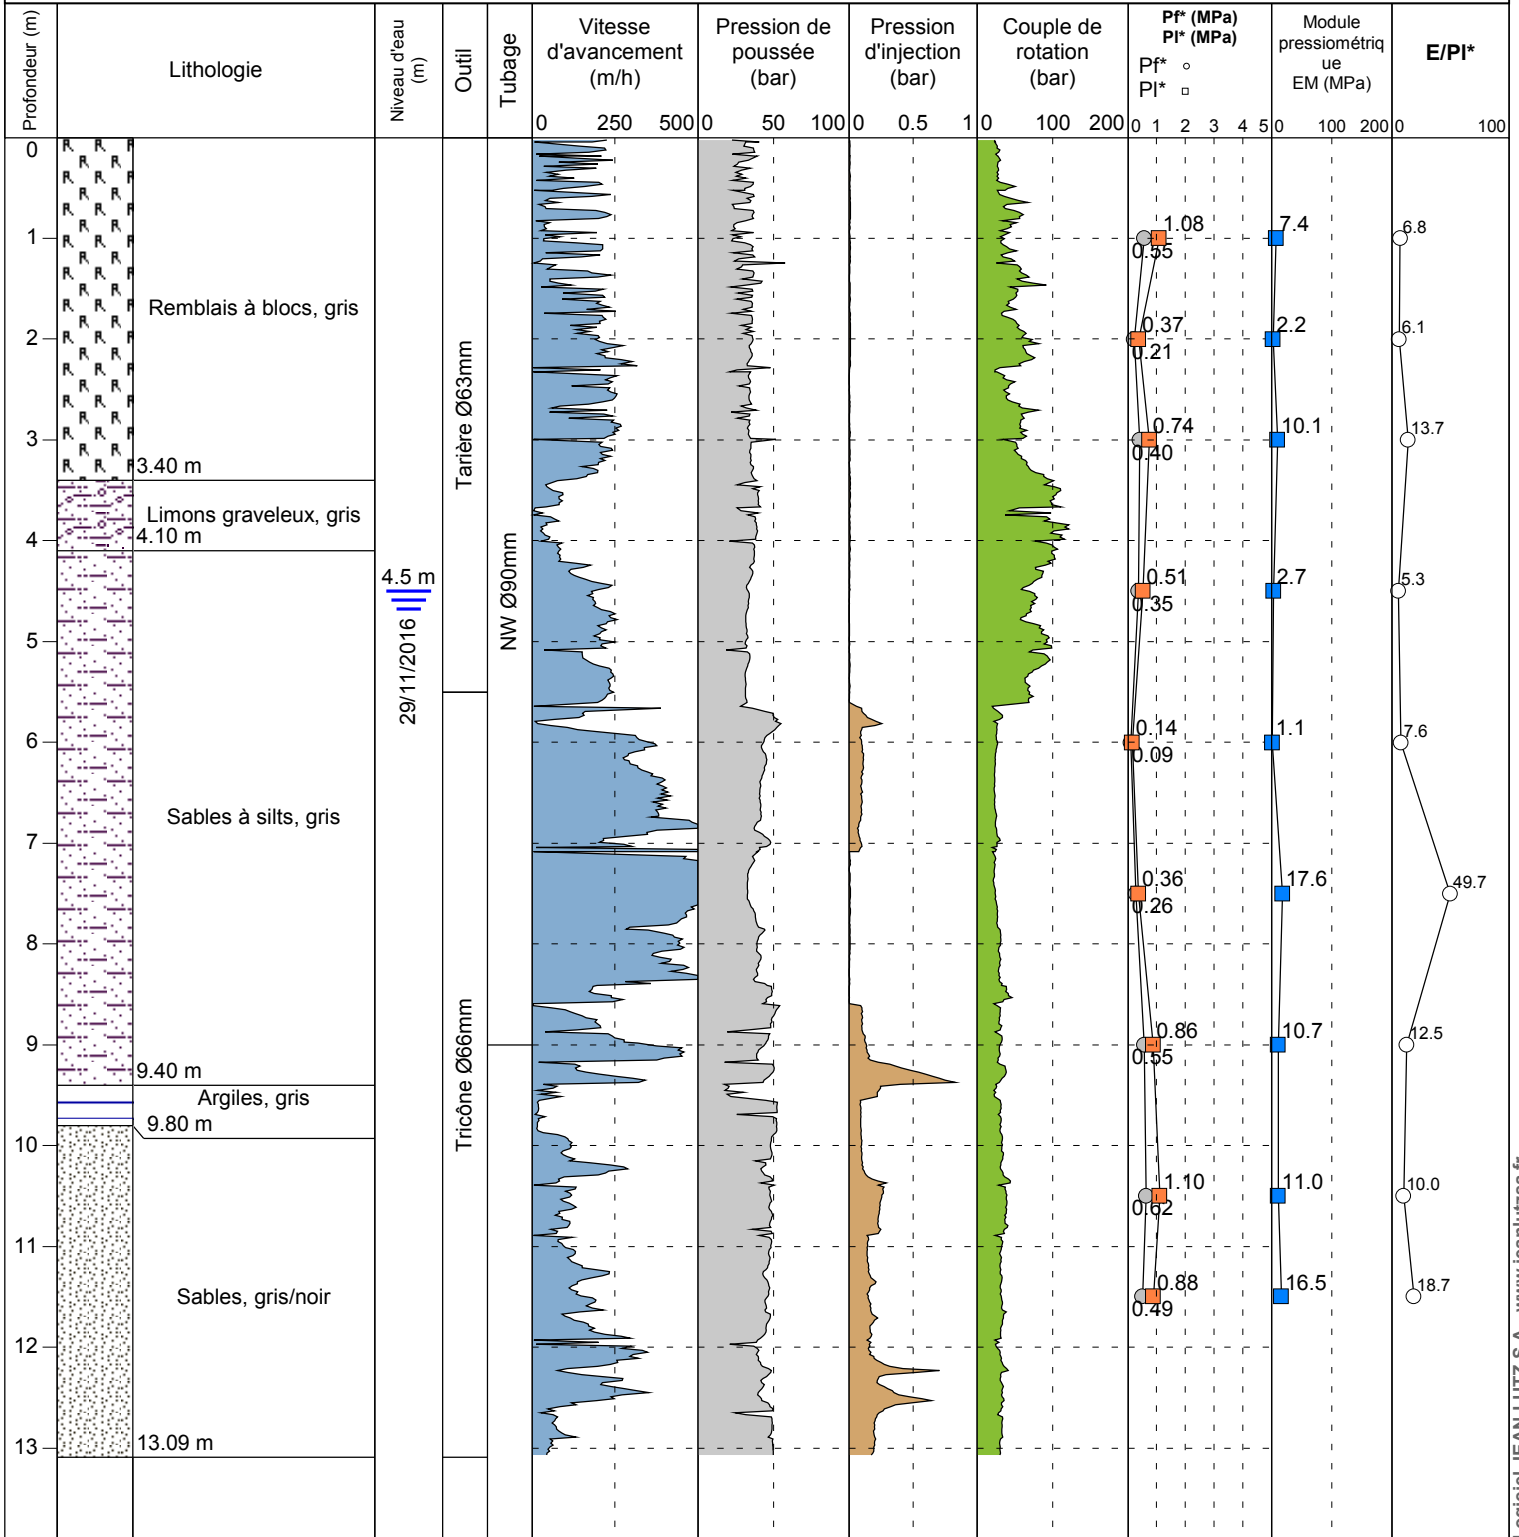 Profondeur (m)
Lithologie
Niveau d'eau
(m)
Outil
Tubage
Vitesse
d'avancement
(m/h)
Pression de
poussée
(bar)
Pression
d'injection
(bar)
Couple de
rotation
(bar)
Pf* (MPa)
Pl* (MPa)
Pf*
Pl*
Module
pressiométriq
ue
EM (MPa)
E/Pl*
0 250 500
0 50 100
0 0.5 1
0 100 200
0 1 2 3 4 5
0 100 200
0 100
0
1
2
3
4
5
6
7
8
9
10
11
12
13
Remblais à blocs, gris
3.40 m
Limons graveleux, gris
4.10 m
Sables à silts, gris
9.40 m
Argiles, gris
9.80 m
Sables, gris/noir
13.09 m
4.5 m
29/11/2016
Tarière Ø63mm
Tricône Ø66mm
NW Ø90mm
1.08
0.55
7.4
6.8
0.37
0.21
2.2
6.1
0.74
0.40
10.1
13.7
0.51
0.35
2.7
5.3
0.14
0.09
1.1
7.6
0.36
0.26
17.6
49.7
0.86
0.55
10.7
12.5
1.10
0.62
11.0
10.0
0.88
0.49
16.5
18.7
Logiciel JEAN LUTZ S.A - www.jeanlutzsa.fr